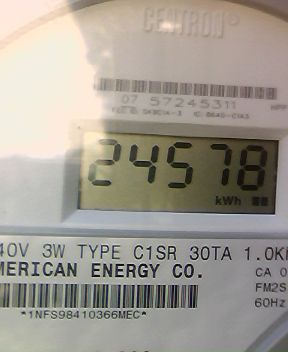 CENTRON®
07 57245311
24578
kWh
40V 3W TYPE C1SR 30TA 1.0K
MERICAN ENERGY CO.
CA 0
FM2S
60Hz
*1NFS98410366MEC*